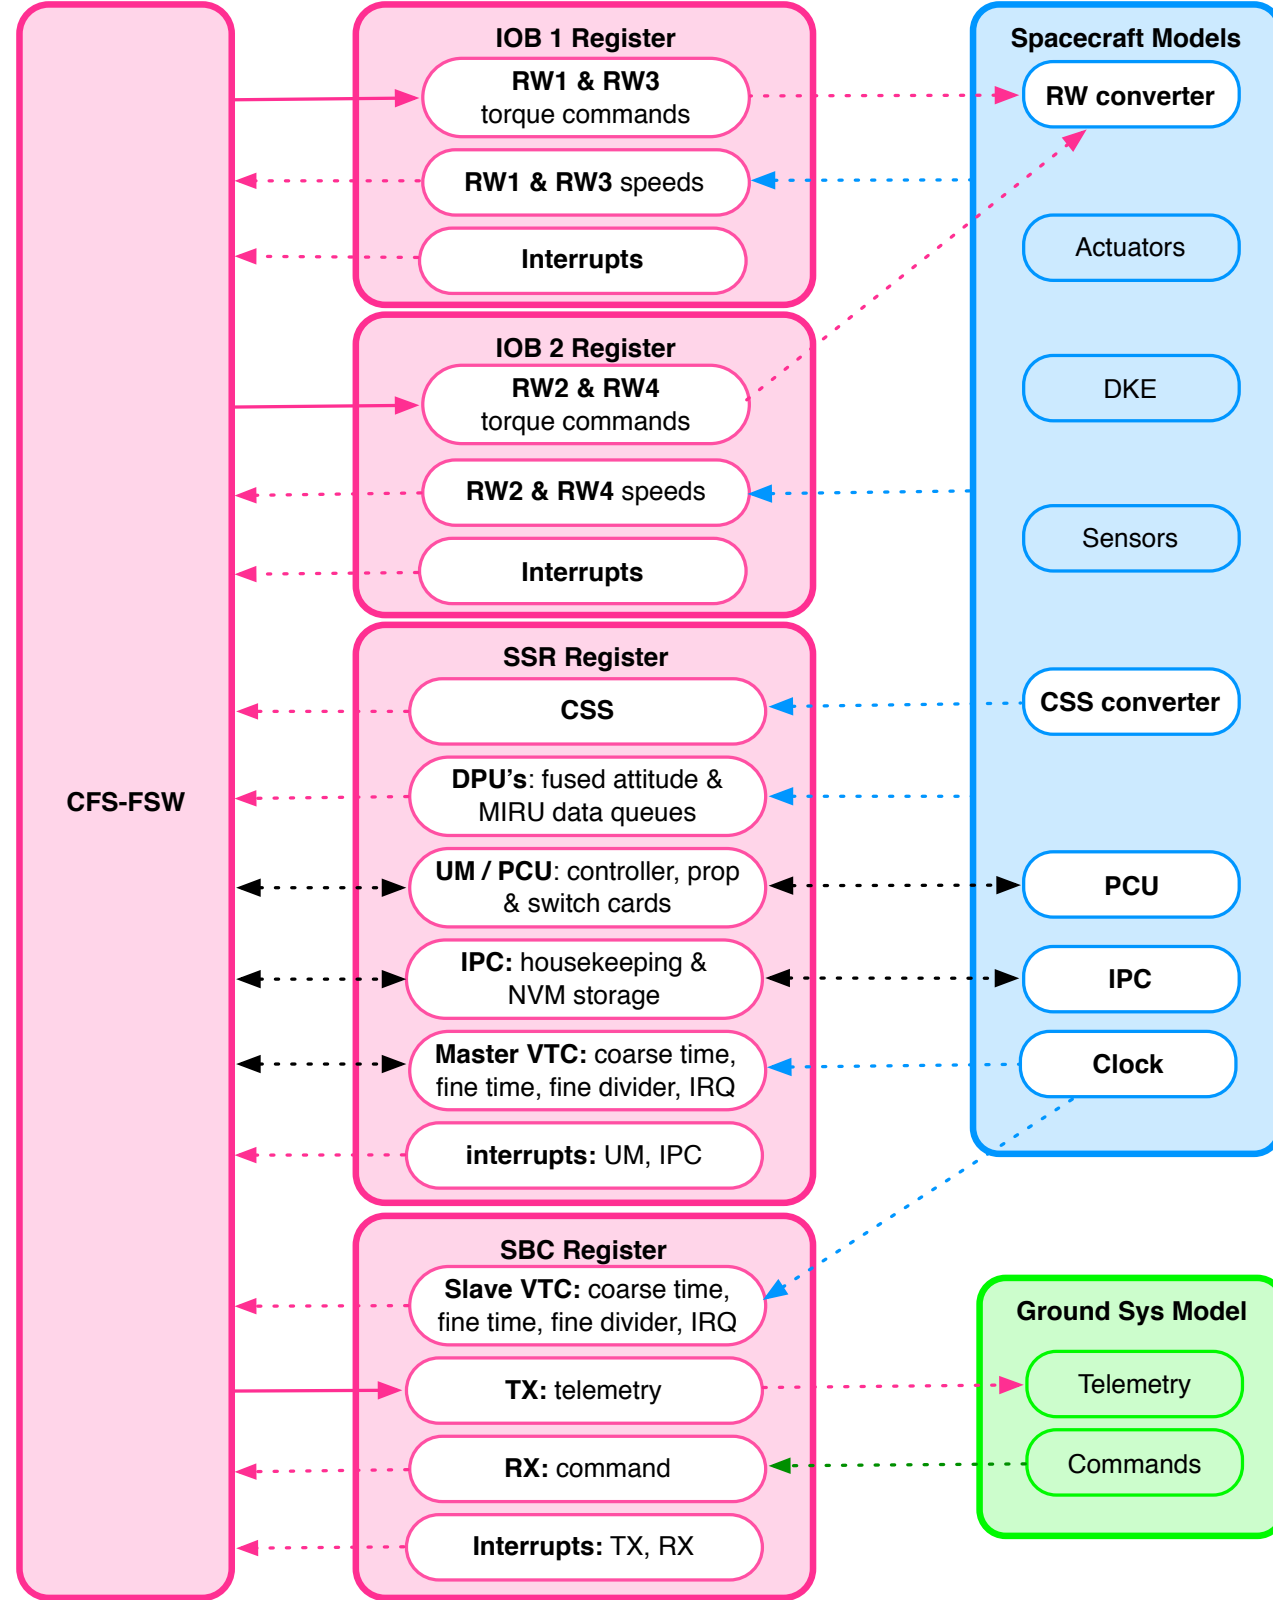 CFS-FSW
IOB 1 Register
RW1 & RW3
torque commands
RW1 & RW3 speeds
Interrupts
IOB 2 Register
RW2 & RW4
torque commands
RW2 & RW4 speeds
Interrupts
SSR Register
CSS
DPU's: fused attitude &
MIRU data queues
UM / PCU: controller, prop
& switch cards
IPC: housekeeping &
NVM storage
Master VTC: coarse time,
fine time, fine divider, IRQ
interrupts: UM, IPC
SBC Register
Slave VTC: coarse time,
fine time, fine divider, IRQ
TX: telemetry
RX: command
Interrupts: TX, RX
Spacecraft Models
RW converter
Actuators
DKE
Sensors
CSS converter
PCU
IPC
Clock
Ground Sys Model
Telemetry
Commands